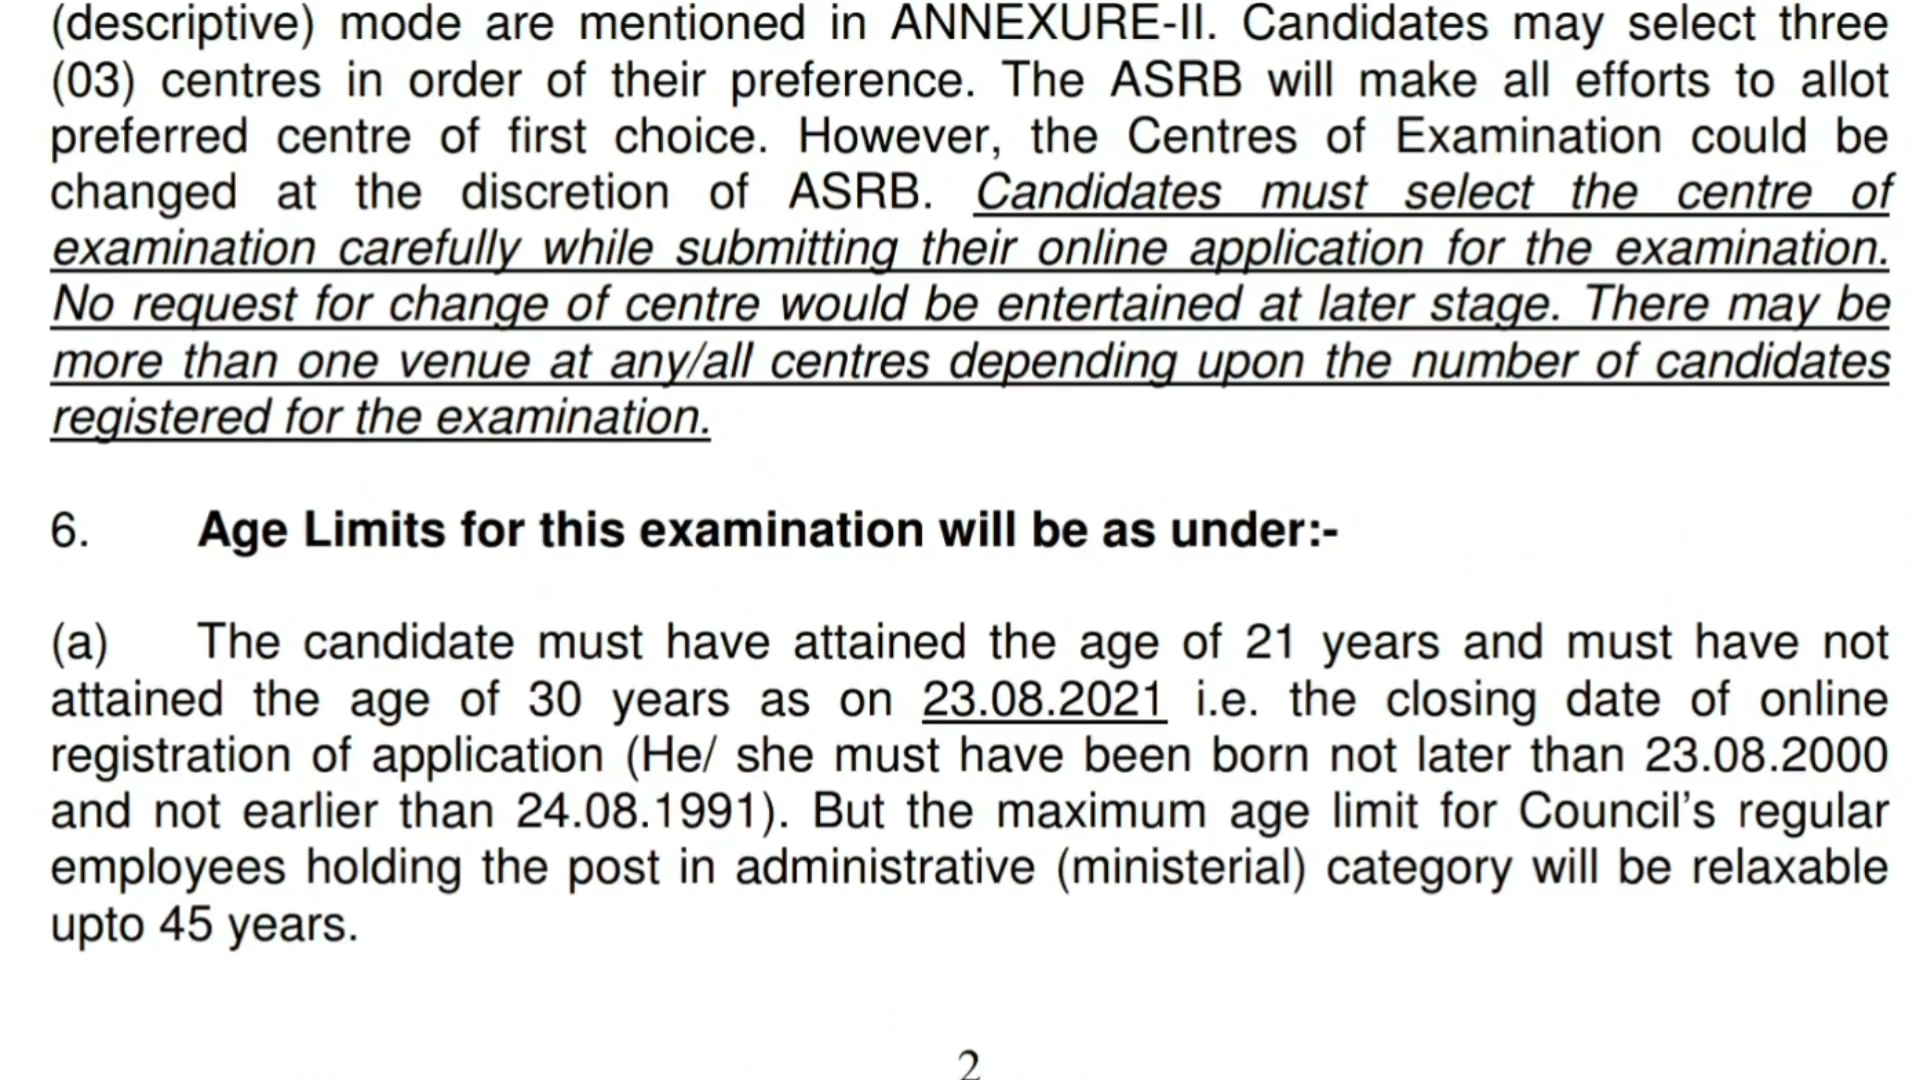 (descriptive) mode are mentioned in ANNEXURE-II. Candidates may select three
(03) centres in order of their preference. The ASRB will make all efforts to allot
preferred centre of first choice. However, the Centres of Examination could be
changed at the discretion of ASRB. Candidates must select the centre of
examination carefully while submitting their online application for the examination.
No request for change of centre would be entertained at later stage. There may be
more than one venue at any/all centres depending upon the number of candidates
registered for the examination.
6. Age Limits for this examination will be as under:-
(a) The candidate must have attained the age of 21 years and must have not
attained the age of 30 years as on 23.08.2021 i.e. the closing date of online
registration of application (He/ she must have been born not later than 23.08.2000
and not earlier than 24.08.1991). But the maximum age limit for Council’s regular
employees holding the post in administrative (ministerial) category will be relaxable
upto 45 years.
2